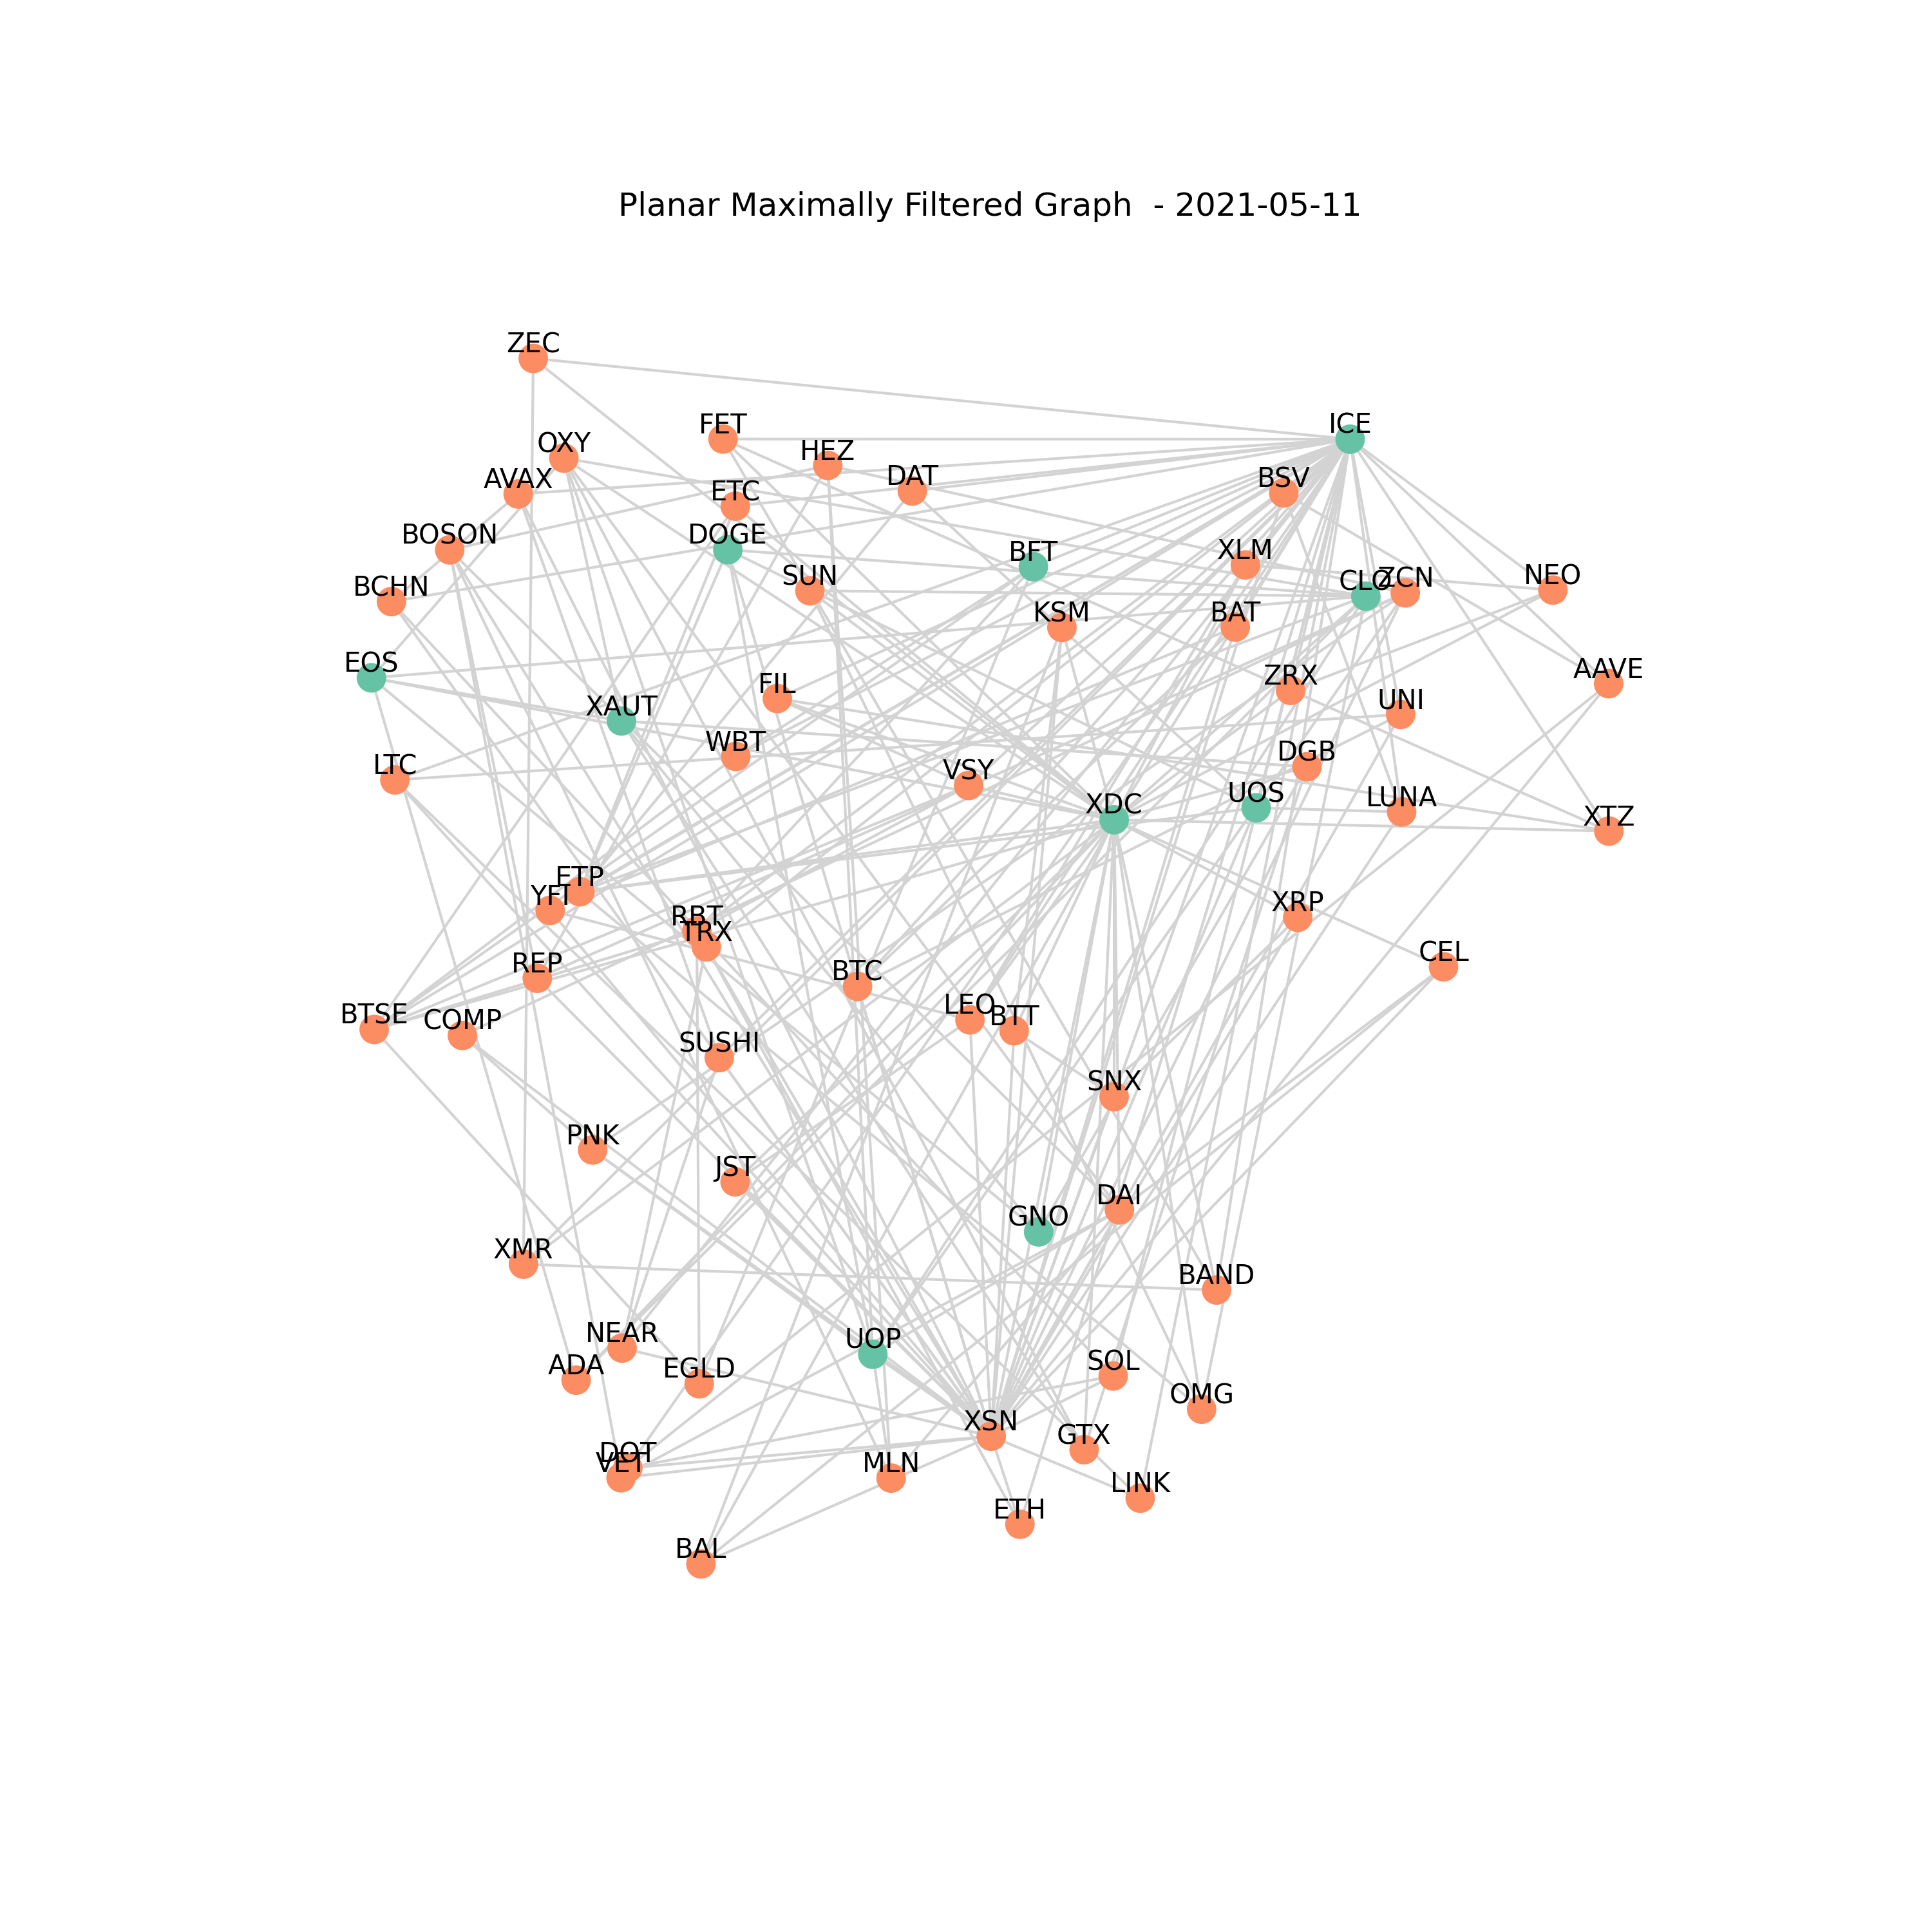 Planar Maximally Filtered Graph - 2021-05-11
ZEC
FET
ICE
OXY
HEZ
AVAX
DAT
BSV
ETC
BOSON
DOGE
BFT
XLM
SUN
BCHN
CLO
ZCN
NEO
KSM
BAT
EOS
ZRX
AAVE
FIL
UNI
XAUT
WBT
DGB
LTC
VSY
UOS
LUNA
XDC
XTZ
YFI
XRP
RBT
TRX
CEL
REP
BTC
LEO
BTT
BTSE
COMP
SUSHI
SNX
PNK
JST
DAI
GNO
XMR
BAND
NEAR
UOP
ADA
EGLD
SOL
OMG
XSN
GTX
DOT
VET
MLN
LINK
ETH
BAL